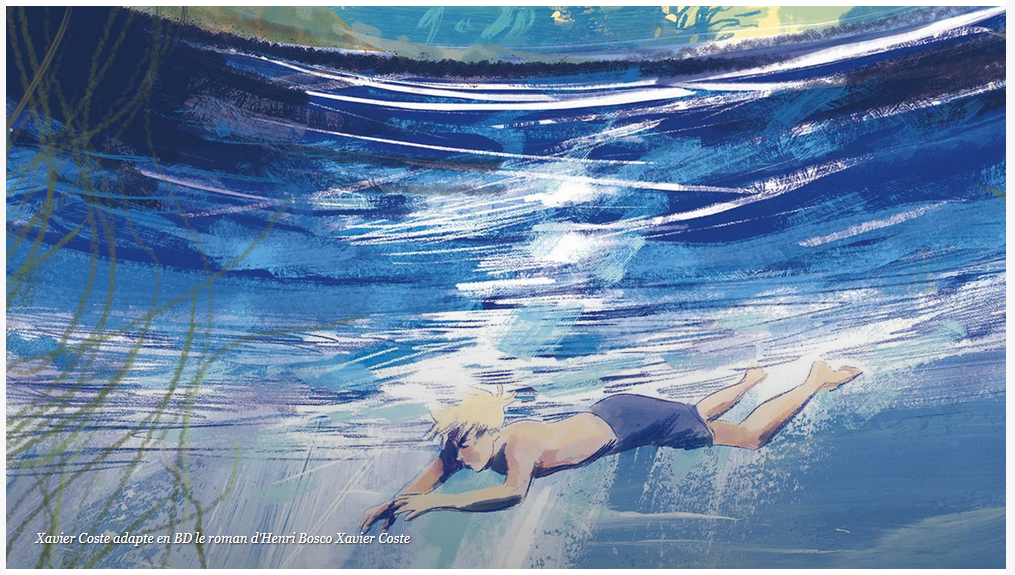 Xavier Coste adapte en BD le roman d'Henri Bosco Xavier Coste